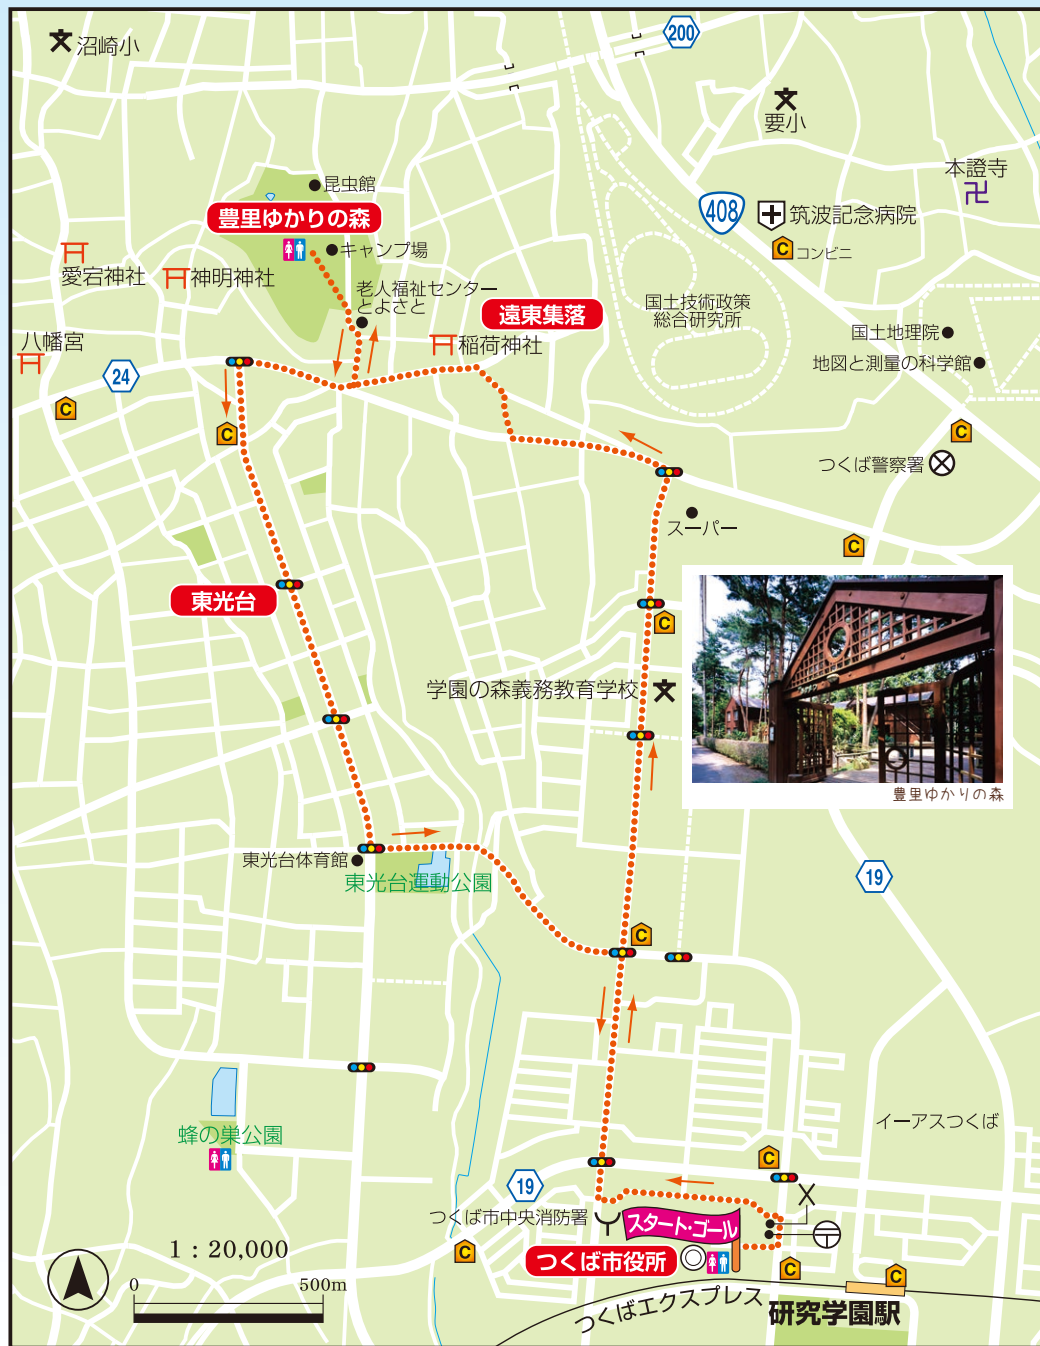 沼崎小
200
要小
本證寺
昆虫館
408
筑波記念病院
豊里ゆかりの森
コンビニ
キャンプ場
愛宕神社
神明神社
老人福祉センター
とよさと
国土技術政策
総合研究所
遠東集落
国土地理院
八幡宮
稲荷神社
地図と測量の科学館
24
C
C
C
つくば警察署
スーパー
C
東光台
C
学園の森義務教育学校
豊里ゆかりの森
東光台体育館
19
東光台運動公園
C
イーアスつくば
蜂の巣公園
C
19
つくば市中央消防署
スタート・ゴール
1 : 20,000
C
つくば市役所
C
C
0
500m
つくばエクスプレス
研究学園駅